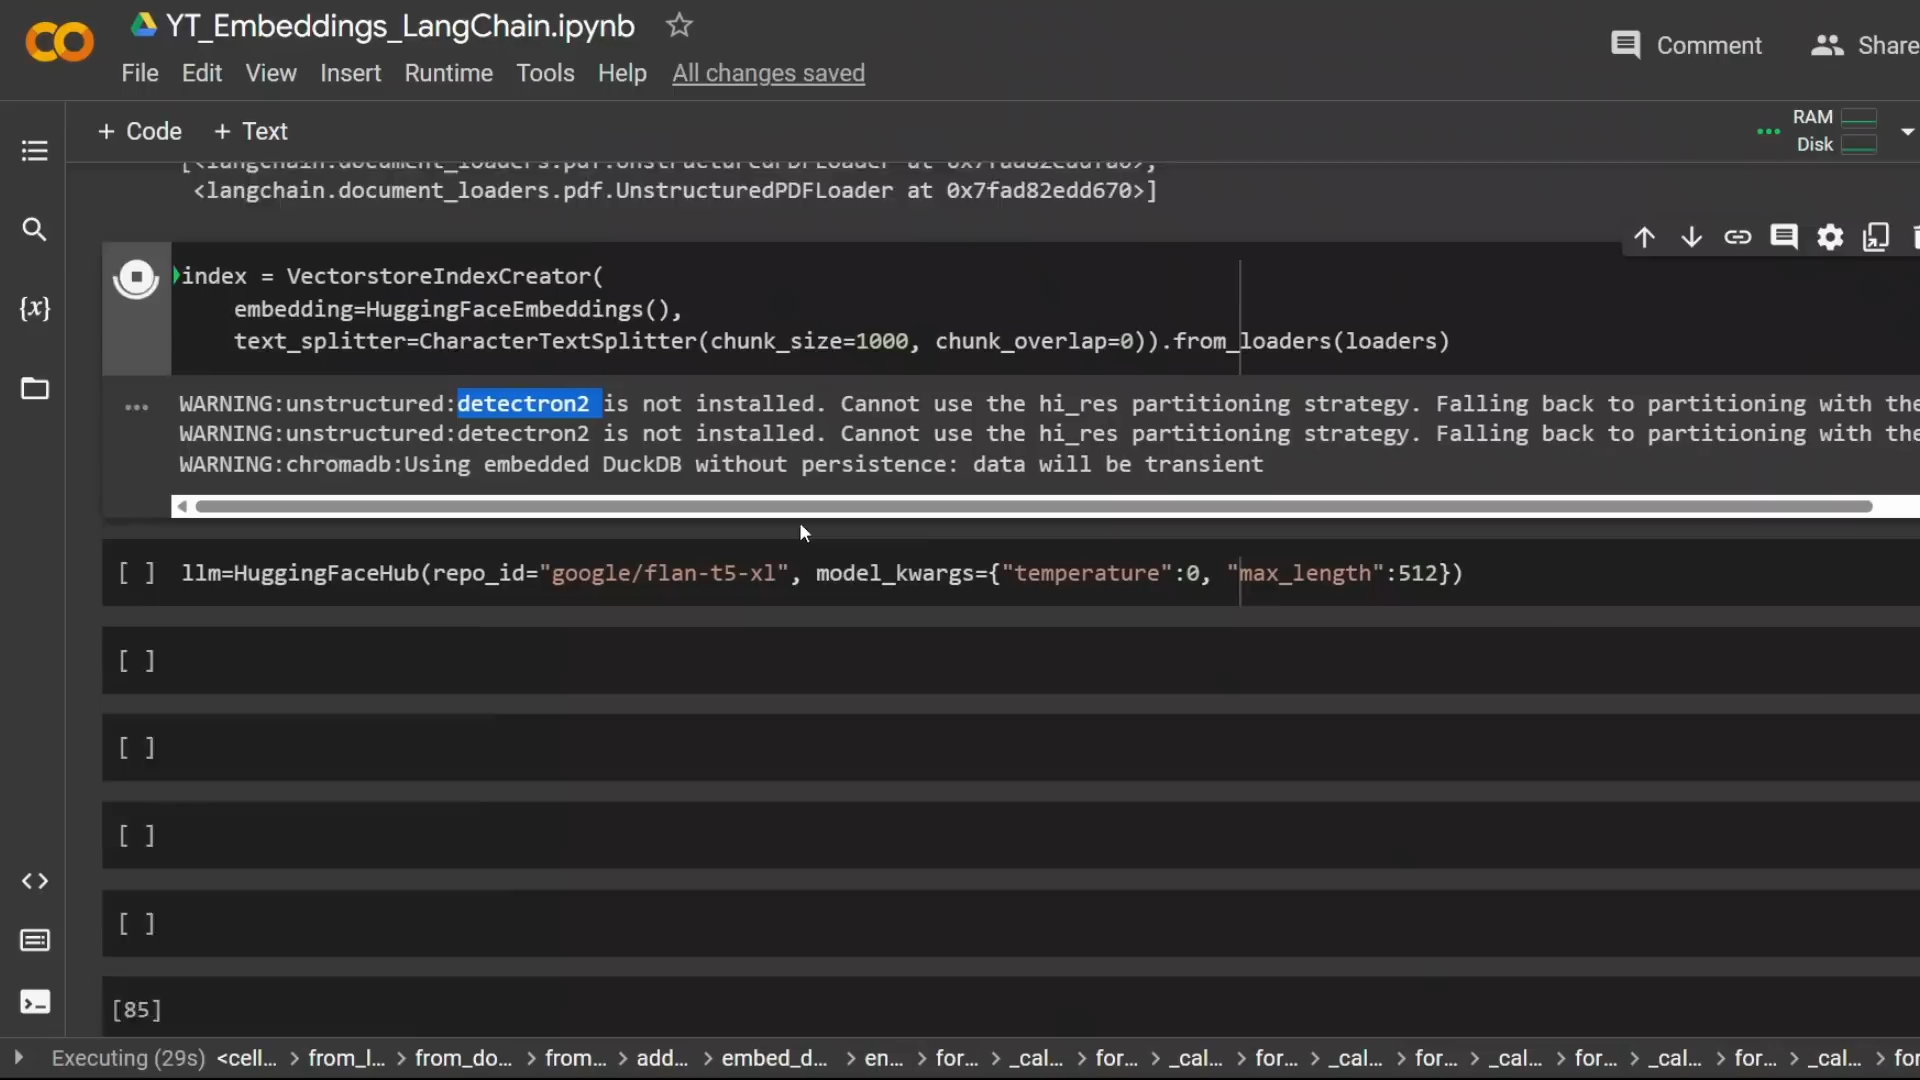 YT_Embeddings_LangChain.ipynb
Comment
Share
File Edit View Insert Runtime Tools Help All changes saved
+ Code + Text
RAM
Disk
[<langchain.document_loaders.pdf.UnstructuredPDFLoader at
<langchain.document_loaders.pdf.UnstructuredPDFLoader at 0x7fad82edd670>]
index = VectorstoreIndexCreator(
embedding=HuggingFaceEmbeddings(),
text_splitter=CharacterTextSplitter(chunk_size=1000, chunk_overlap=0)).from_loaders(loaders)
WARNING:unstructured:detectron2 is not installed. Cannot use the hi_res partitioning strategy. Falling back to partitioning with the
WARNING:unstructured:detectron2 is not installed. Cannot use the hi_res partitioning strategy. Falling back to partitioning with the
WARNING:chromadb:Using embedded DuckDB without persistence: data will be transient
[ ] llm=HuggingFaceHub(repo_id="google/flan-t5-xl", model_kwargs={"temperature":0, "max_length":512})
[ ]
[ ]
[ ]
[ ]
[85]
Executing (29s) <cell... > from_l... > from_do... > from... > add... > embed_d... > en... > for... > _cal... > for... > _cal... > for... > _cal... > for... > _cal... > for... > _cal... > for... > _cal... > for